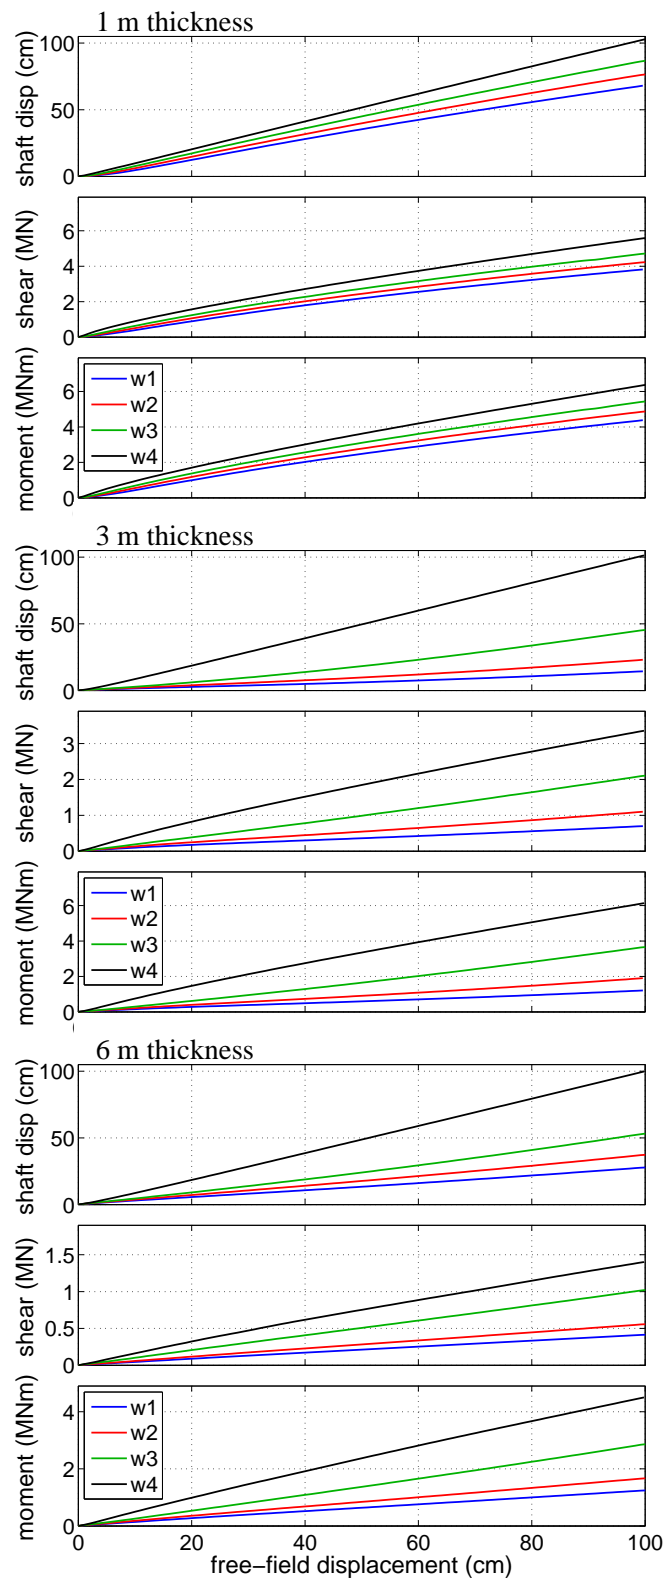 1 m thickness
100
50
0
shaft disp (cm)
6
4
2
0
shear (MN)
6
4
2
0
moment (MNm)
w1
w2
w3
w4
3 m thickness
100
50
0
shaft disp (cm)
3
2
1
0
shear (MN)
6
4
2
0
moment (MNm)
w1
w2
w3
w4
6 m thickness
100
50
0
shaft disp (cm)
1.5
1
0.5
0
shear (MN)
4
2
0
moment (MNm)
w1
w2
w3
w4
0 20 40 60 80 100
free-field displacement (cm)